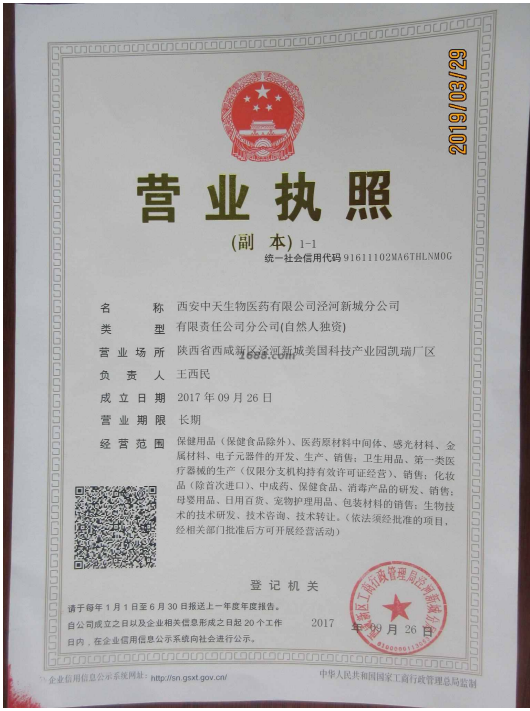 2019/03/29
营业执照
(副 本) 1-1
统一社会信用代码 91611102MA6THLNM0G
名 称 西安中天生物医药有限公司泾河新城分公司
类 型 有限责任公司分公司(自然人独资)
营业场所 陕西省西咸新区泾河新城美国科技产业园凯瑞厂区
1688.com
负 责 人 王西民
成立日期 2017年09月26日
营业期限 长期
经营范围 保健用品（保健食品除外）、医药原材料中间体、感光材料、金
属材料、电子元器件的开发、生产、销售；卫生用品、第一类医
疗器械的生产（仅限分支机构持有效许可证经营）、销售；化妆
品（除首次进口）、中成药、保健食品、消毒产品的研发、销售；
母婴用品、日用百货、宠物护理用品、包装材料的销售；生物技
术的技术研发、技术咨询、技术转让。（依法须经批准的项目，
经相关部门批准后方可开展经营活动）
登记机关
请于每年1月1日至6月30日报送上一年度年度报告。
自公司成立之日以及企业相关信息形成之日起20个工作
日内，在企业信用信息公示系统向社会进行公示。
2017 年 09 月 26 日
企业信用信息公示系统网址：http://sn.gsxt.gov.cn/
中华人民共和国国家工商行政管理总局监制